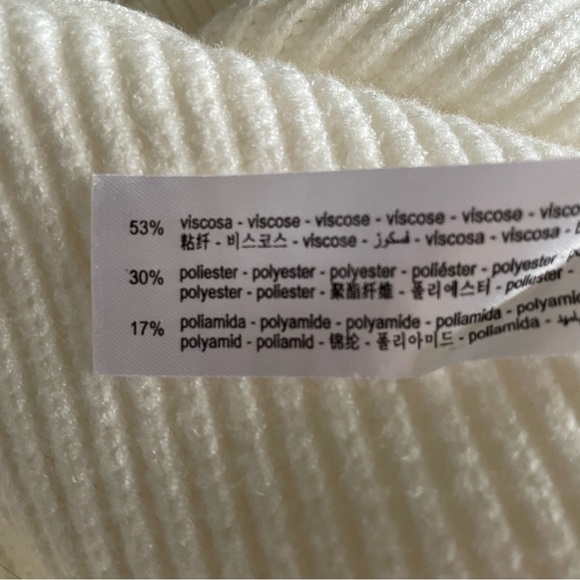 53% viscosa - viscose - viscose - viscose - viscose -
粘纤 - 비스코스 - viscose - فسكوز - viscosa - viscosa -
30% poliester - polyester - polyester - poliéster - polyester
polyester - poliester - 聚酯纤维 - 폴리에스터 - poliester -
17% poliamida - polyamide - polyamide - poliamida -
polyamid - poliamid - 锦纶 - 폴리아미드 - poliamida -